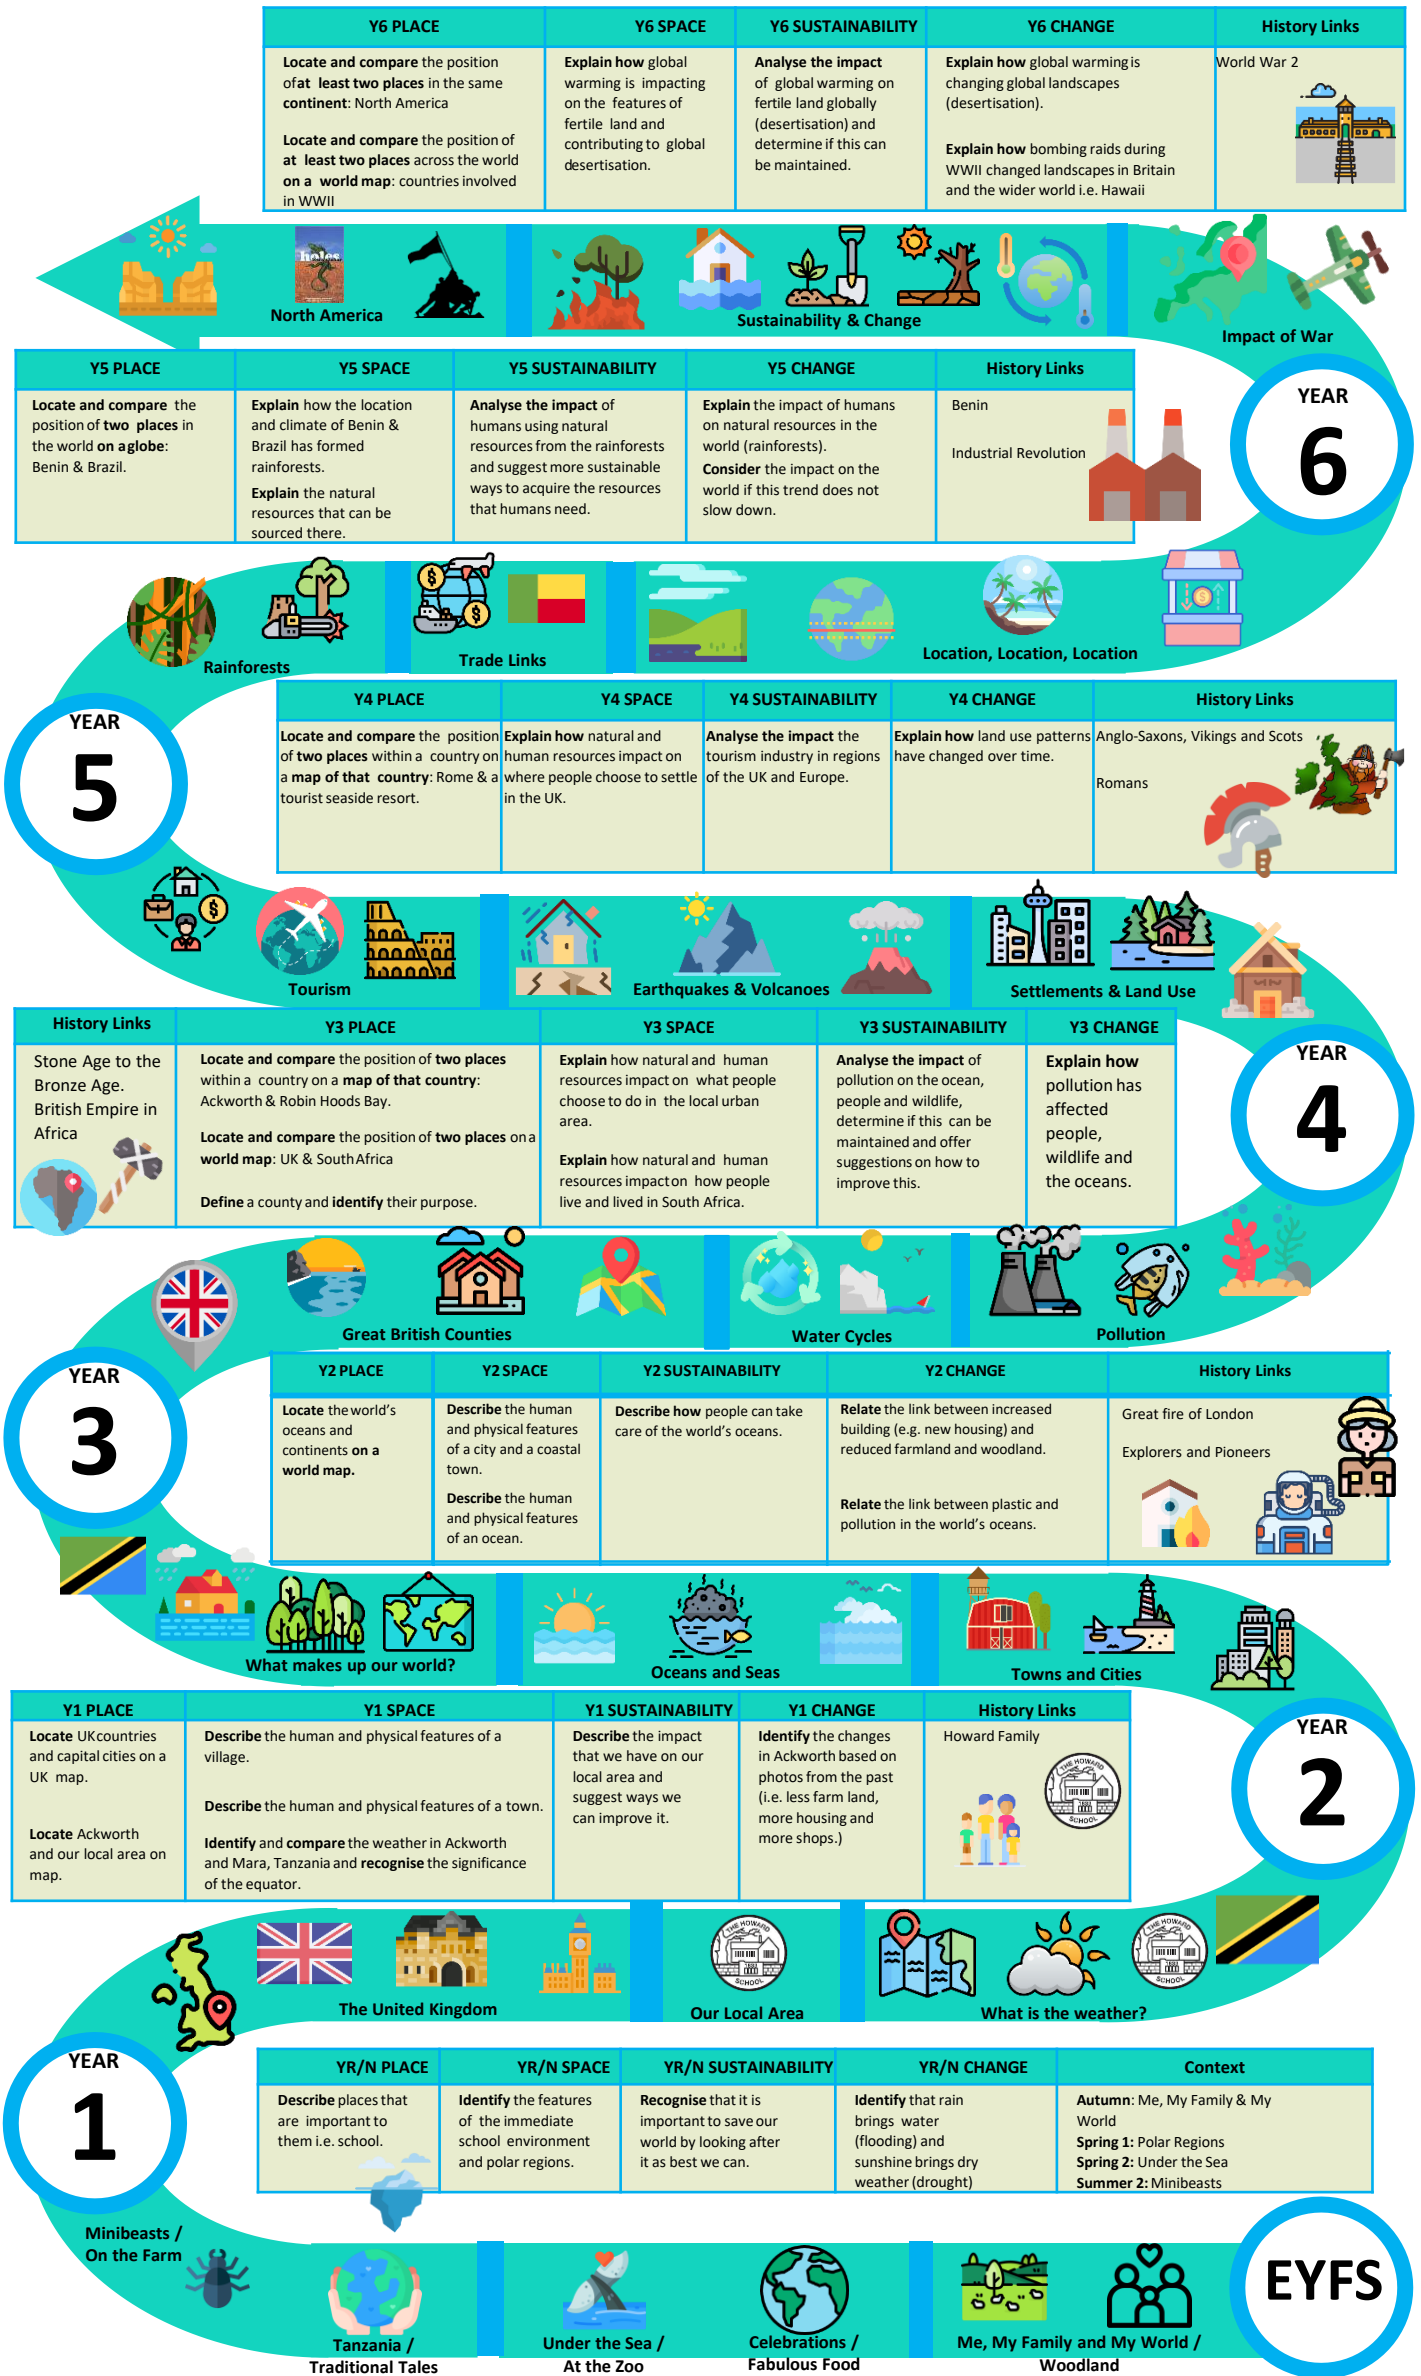 Y6 PLACE
Y6 SPACE
Y6 SUSTAINABILITY
Y6 CHANGE
History Links
Locate and compare the position
ofat least two places in the same
continent: North America
Locate and compare the position of
at least two places across the world
on a world map: countries involved
in WWII
Explain how global
warming is impacting
on the features of
fertile land and
contributing to global
desertisation.
Analyse the impact
of global warming on
fertile land globally
(desertisation) and
determine if this can
be maintained.
Explain how global warming is
changing global landscapes
(desertisation).
Explain how bombing raids during
WWII changed landscapes in Britain
and the wider world i.e. Hawaii
World War 2
holes
North America
Sustainability & Change
Impact of War
YEAR
6
Y5 PLACE
Y5 SPACE
Y5 SUSTAINABILITY
Y5 CHANGE
History Links
Locate and compare the
position of two places in
the world on a globe:
Benin & Brazil.
Explain how the location
and climate of Benin &
Brazil has formed
rainforests.
Explain the natural
resources that can be
sourced there.
Analyse the impact of
humans using natural
resources from the rainforests
and suggest more sustainable
ways to acquire the resources
that humans need.
Explain the impact of humans
on natural resources in the
world (rainforests).
Consider the impact on the
world if this trend does not
slow down.
Benin
Industrial Revolution
Rainforests
Trade Links
Location, Location, Location
YEAR
5
Y4 PLACE
Y4 SPACE
Y4 SUSTAINABILITY
Y4 CHANGE
History Links
Locate and compare the position
of two places within a country on
a map of that country: Rome & a
tourist seaside resort.
Explain how natural and
human resources impact on
where people choose to settle
in the UK.
Analyse the impact the
tourism industry in regions
of the UK and Europe.
Explain how land use patterns
have changed over time.
Anglo-Saxons, Vikings and Scots
Romans
Tourism
Earthquakes & Volcanoes
Settlements & Land Use
YEAR
4
History Links
Y3 PLACE
Y3 SPACE
Y3 SUSTAINABILITY
Y3 CHANGE
Stone Age to the
Bronze Age.
British Empire in
Africa
Locate and compare the position of two places
within a country on a map of that country:
Ackworth & Robin Hoods Bay.
Locate and compare the position of two places on a
world map: UK & South Africa
Define a county and identify their purpose.
Explain how natural and human
resources impact on what people
choose to do in the local urban
area.
Explain how natural and human
resources impact on how people
live and lived in South Africa.
Analyse the impact of
pollution on the ocean,
people and wildlife,
determine if this can be
maintained and offer
suggestions on how to
improve this.
Explain how
pollution has
affected
people,
wildlife and
the oceans.
Great British Counties
Water Cycles
Pollution
YEAR
3
Y2 PLACE
Y2 SPACE
Y2 SUSTAINABILITY
Y2 CHANGE
History Links
Locate the world's
oceans and
continents on a
world map.
Describe the human
and physical features
of a city and a coastal
town.
Describe the human
and physical features
of an ocean.
Describe how people can take
care of the world's oceans.
Relate the link between increased
building (e.g. new housing) and
reduced farmland and woodland.
Relate the link between plastic and
pollution in the world's oceans.
Great fire of London
Explorers and Pioneers
What makes up our world?
Oceans and Seas
Towns and Cities
YEAR
2
Y1 PLACE
Y1 SPACE
Y1 SUSTAINABILITY
Y1 CHANGE
History Links
Locate UK countries
and capital cities on a
UK map.
Locate Ackworth
and our local area on
map.
Describe the human and physical features of a
village.
Describe the human and physical features of a town.
Identify and compare the weather in Ackworth
and Mara, Tanzania and recognise the significance
of the equator.
Describe the impact
that we have on our
local area and
suggest ways we
can improve it.
Identify the changes
in Ackworth based on
photos from the past
(i.e. less farm land,
more housing and
more shops.)
Howard Family
THE HOWARD
SCHOOL
The United Kingdom
THE HOWARD
SCHOOL
Our Local Area
THE HOWARD
SCHOOL
What is the weather?
YEAR
1
YR/N PLACE
YR/N SPACE
YR/N SUSTAINABILITY
YR/N CHANGE
Context
Describe places that
are important to
them i.e. school.
Identify the features
of the immediate
school environment
and polar regions.
Recognise that it is
important to save our
world by looking after
it as best we can.
Identify that rain
brings water
(flooding) and
sunshine brings dry
weather (drought)
Autumn: Me, My Family & My
World
Spring 1: Polar Regions
Spring 2: Under the Sea
Summer 2: Minibeasts
Minibeasts /
On the Farm
Tanzania /
Traditional Tales
Under the Sea /
At the Zoo
Celebrations /
Fabulous Food
Me, My Family and My World /
Woodland
EYFS